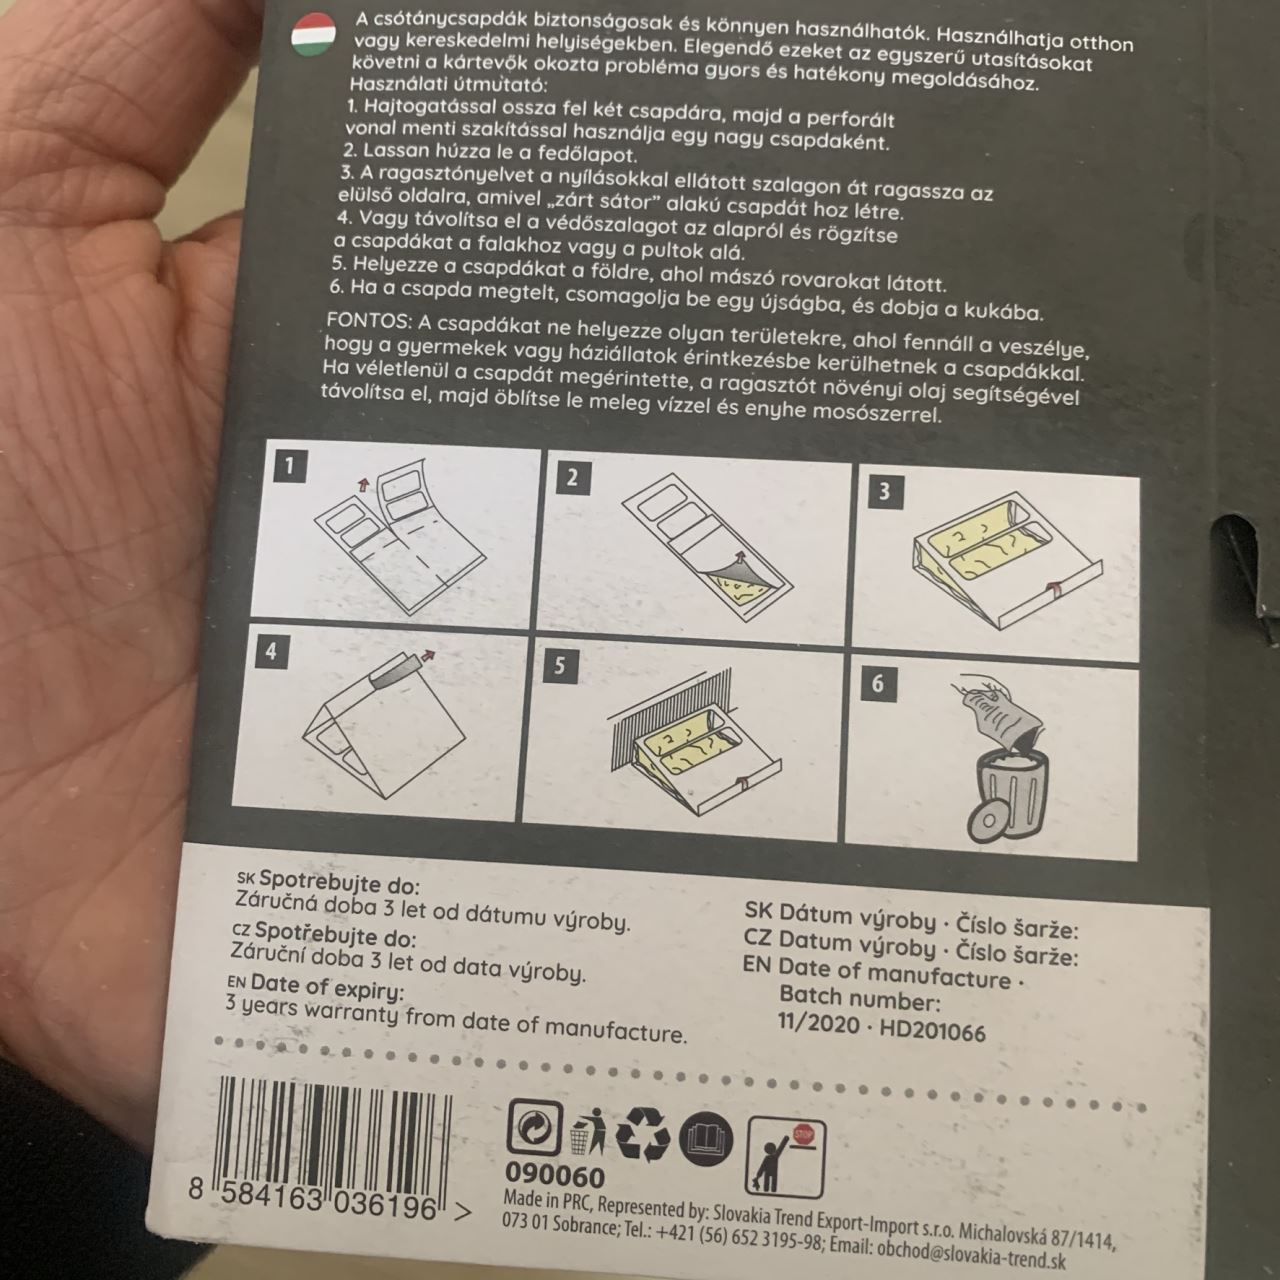 A csótánycsapdák biztonságosak és könnyen használhatók. Használhatja otthon
vagy kereskedelmi helyiségekben. Elegendő ezeket az egyszerű utasításokat
követni a kártevők okozta probléma gyors és hatékony megoldásához.
Használati útmutató:
1. Hajtogatással ossza fel két csapdára, majd a perforált
vonal menti szakítással használja egy nagy csapdaként.
2. Lassan húzza le a fedőlapot.
3. A ragasztónyelvet a nyílásokkal ellátott szalagon át ragassza az
elülső oldalra, amivel „zárt sátor” alakú csapdát hoz létre.
4. Vagy távolítsa el a védőszalagot az alapról és rögzítse
a csapdákat a falakhoz vagy a pultok alá.
5. Helyezze a csapdákat a földre, ahol mászó rovarokat látott.
6. Ha a csapda megtelt, csomagolja be egy újságba, és dobja a kukába.
FONTOS: A csapdákat ne helyezze olyan területekre, ahol fennáll a veszélye,
hogy a gyermekek vagy háziállatok érintkezésbe kerülhetnek a csapdákkal.
Ha véletlenül a csapdát megérintette, a ragasztót növényi olaj segítségével
távolítsa el, majd öblítse le meleg vízzel és enyhe mosószerrel.
1
2
3
4
5
6
SK Spotrebujte do:
Záručná doba 3 let od dátumu výroby.
CZ Spotřebujte do:
Záruční doba 3 let od data výroby.
EN Date of expiry:
3 years warranty from date of manufacture.
SK Dátum výroby · Číslo šarže:
CZ Datum výroby · Číslo šarže:
EN Date of manufacture ·
Batch number:
11/2020 · HD201066
8 584163 036196 >
STOP
090060
Made in PRC, Represented by: Slovakia Trend Export-Import s.r.o. Michalovská 87/1414,
073 01 Sobrance; Tel.: +421 (56) 652 3195-98; Email: obchod@slovakia-trend.sk